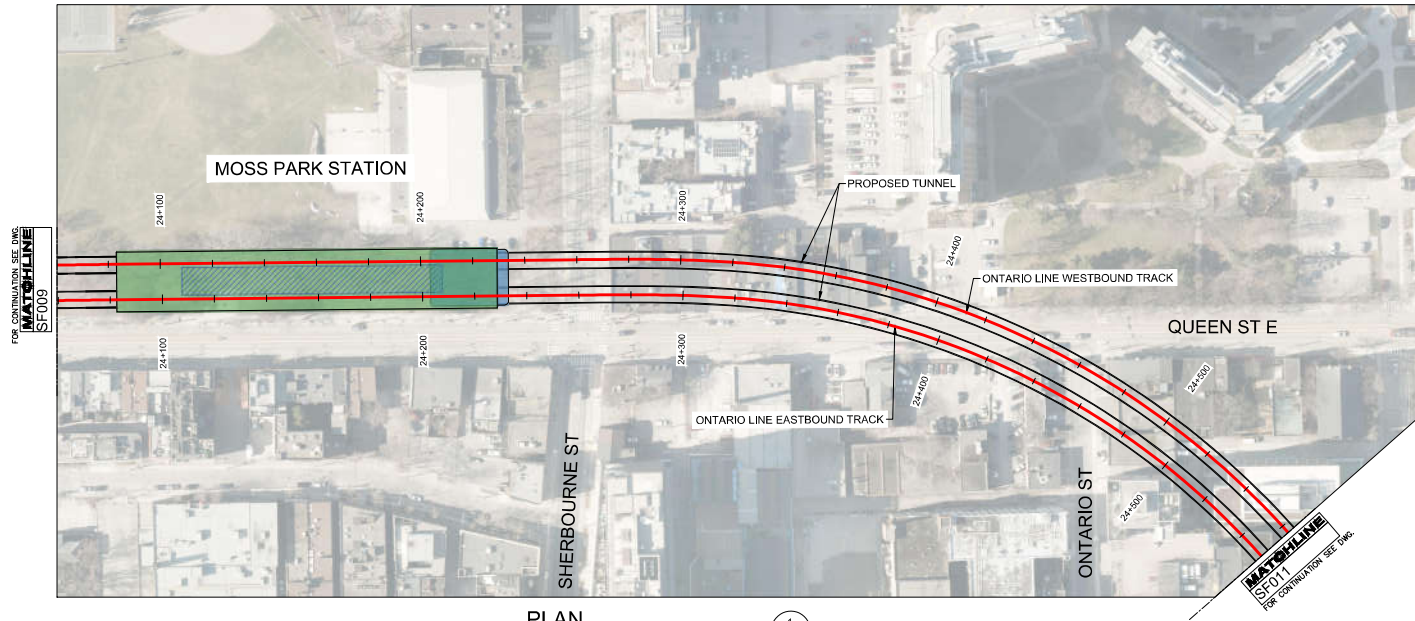 MOSS PARK STATION
PROPOSED TUNNEL
24+100
24+200
24+300
24+400
ONTARIO LINE WESTBOUND TRACK
FOR CONTINUATION SEE DWG.
MATCHLINE
SF009
QUEEN ST E
24+100
24+200
24+300
24+400
24+500
ONTARIO LINE EASTBOUND TRACK
SHERBOURNE ST
ONTARIO ST
24+500
MATCHLINE
SF011
FOR CONTINUATION SEE DWG.
PLAN